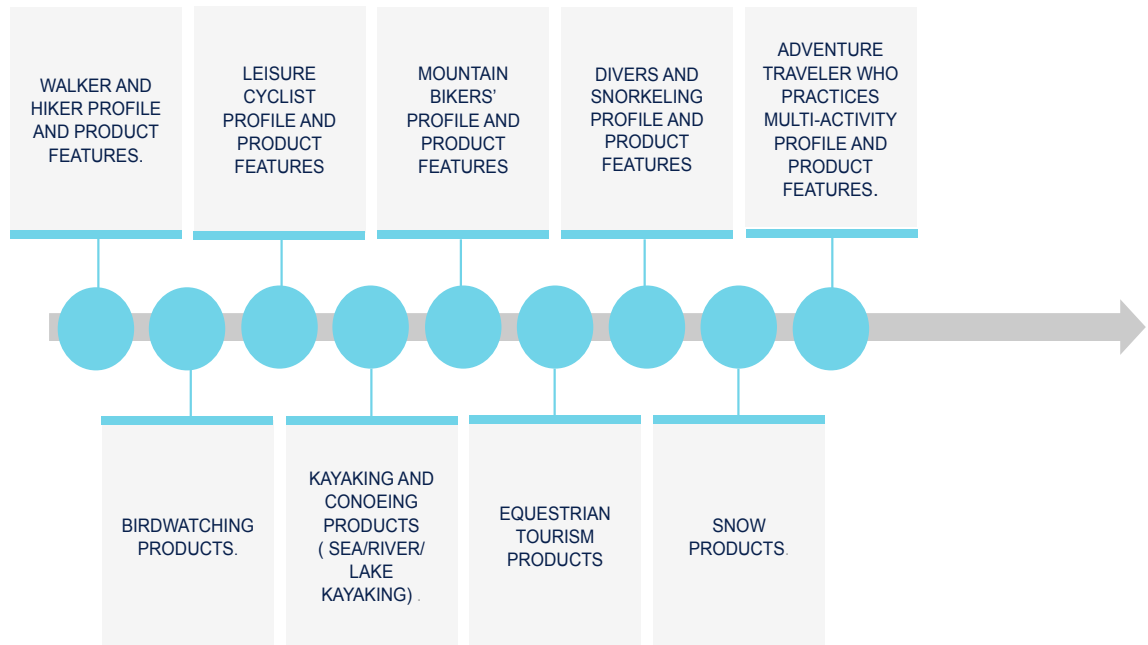 WALKER AND
HIKER PROFILE
AND PRODUCT
FEATURES.
LEISURE
CYCLIST
PROFILE AND
PRODUCT
FEATURES
MOUNTAIN
BIKERS’
PROFILE AND
PRODUCT
FEATURES
DIVERS AND
SNORKELING
PROFILE AND
PRODUCT
FEATURES
ADVENTURE
TRAVELER WHO
PRACTICES
MULTI-ACTIVITY
PROFILE AND
PRODUCT
FEATURES.
BIRDWATCHING
PRODUCTS.
KAYAKING AND
CONOEING
PRODUCTS
( SEA/RIVER/
LAKE
KAYAKING) .
EQUESTRIAN
TOURISM
PRODUCTS
SNOW
PRODUCTS.